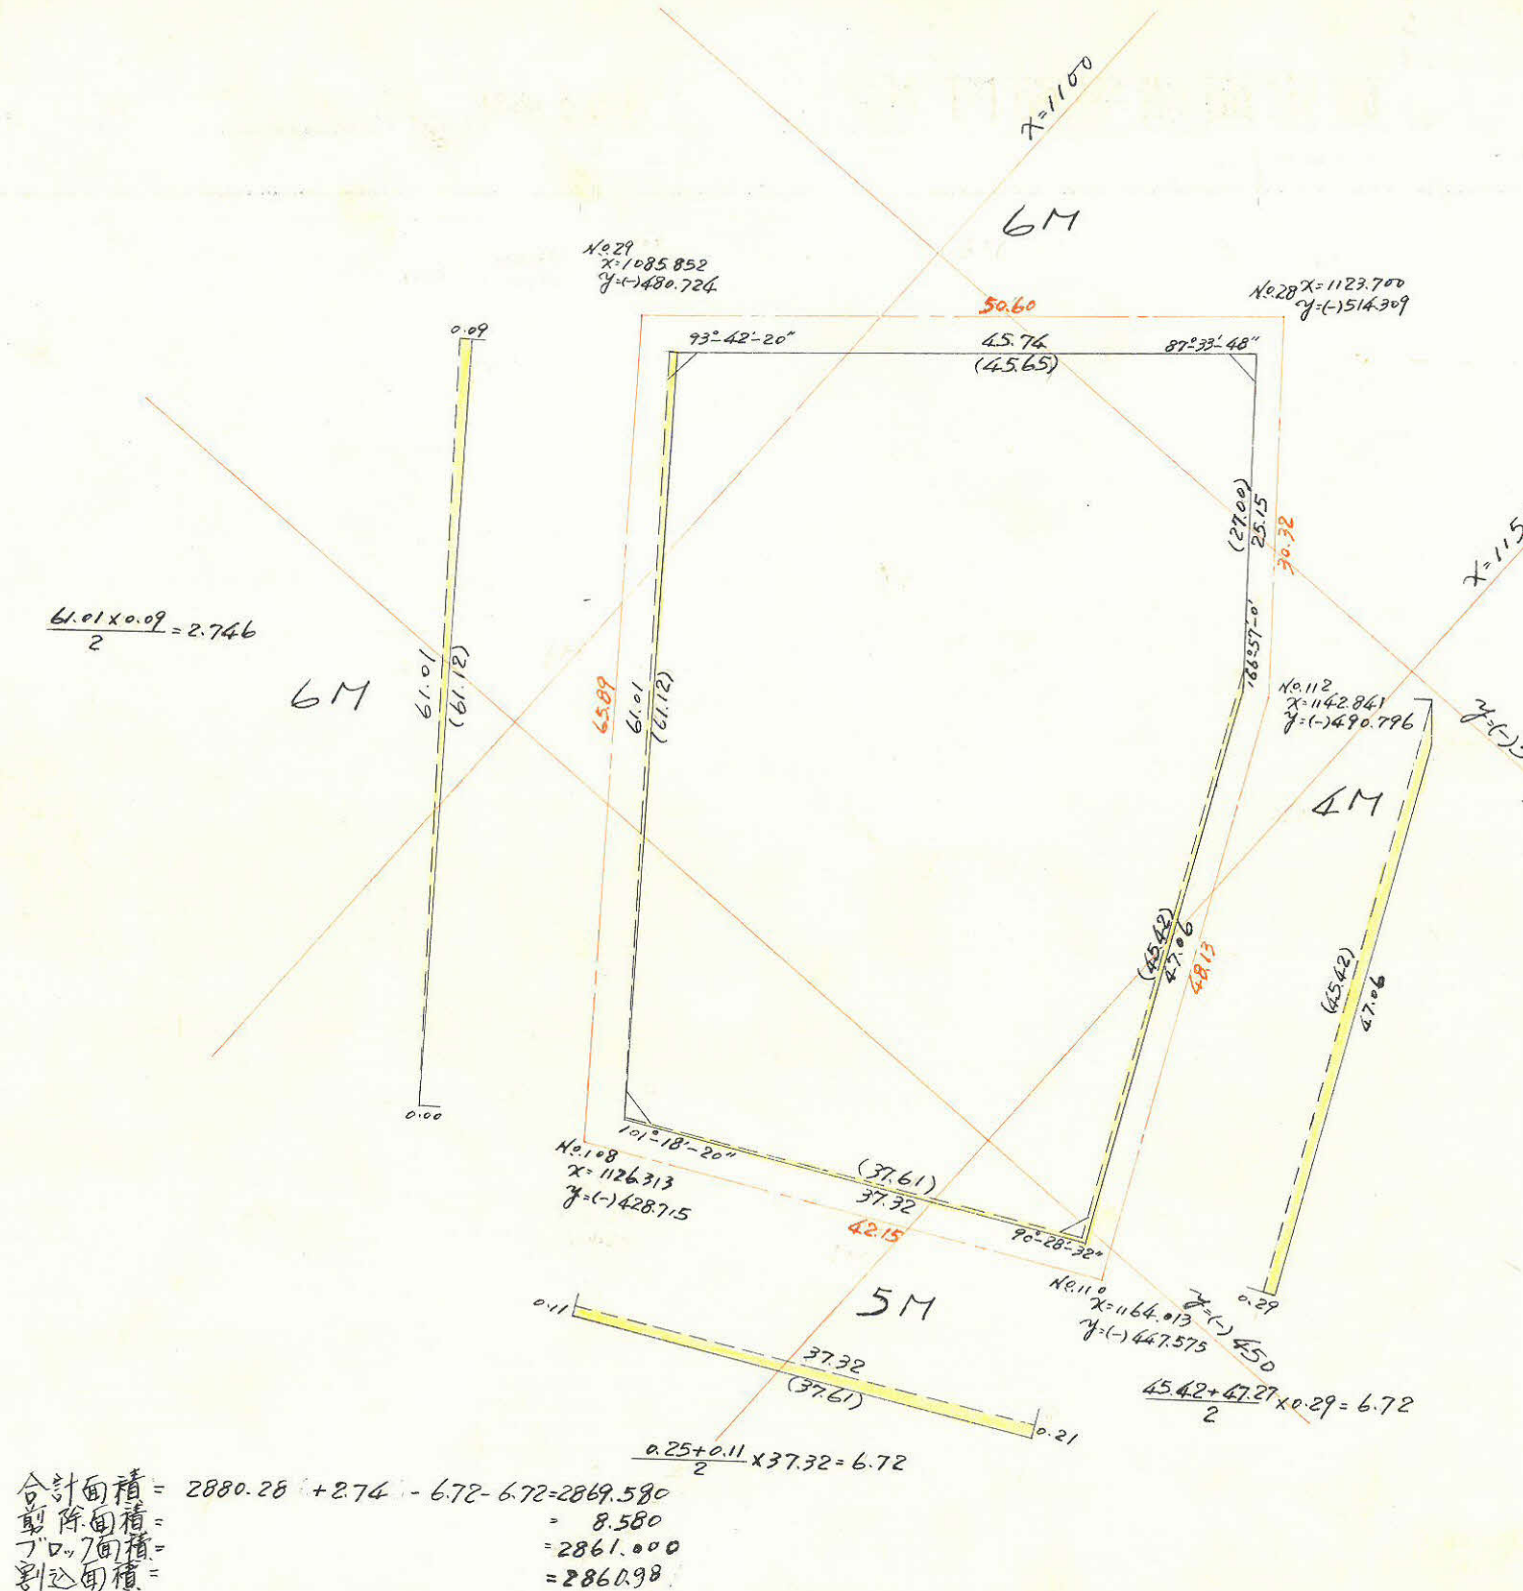 X=1100
6M
No.29
X=1085.852
y=(-)480.724
No.28 X=1123.700
y=(-)514.309
50.60
0.09
93°-42'-20"
45.74
87°-33'-48"
(45.65)
(27.00)
25.15
30.32
X=115
61.01×0.09
2
=2.746
6M
61.01
(61.12)
65.89
61.01
(61.12)
166°-57'-0'
No.112
X=1142.841
y=(-)490.796
4M
(45.42)
47.06
48.13
(45.42)
47.06
0.00
101°-18'-20"
No.108
X=1126.313
y=(-)428.715
(37.61)
37.32
42.15
90°-28'-32"
No.110
X=1164.013
y=(-)447.575
y=(-)450
0.29
0.11
5M
37.32
(37.61)
0.21
45.42+47.27
2
×0.29=6.72
0.25+0.11
2
×37.32=6.72
合計面積= 2880.28 +2.74 -6.72-6.72=2869.580
剪除面積= = 8.580
ブロック面積= =2861.000
割込面積= =2860.98